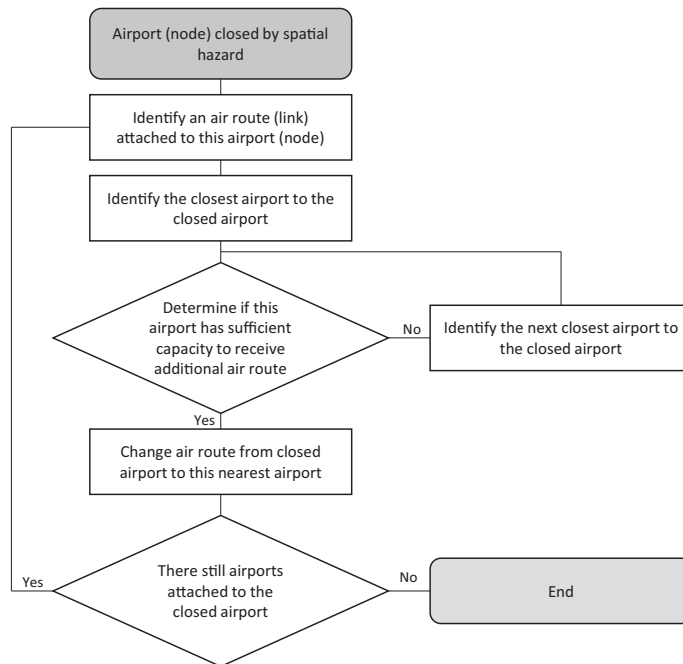 Airport (node) closed by spatial
hazard
Identify an air route (link)
attached to this airport (node)
Identify the closest airport to the
closed airport
Determine if this
airport has sufficient
capacity to receive
additional air route
No
Identify the next closest airport to
the closed airport
Yes
Change air route from closed
airport to this nearest airport
Yes
There still airports
attached to the
closed airport
No
End